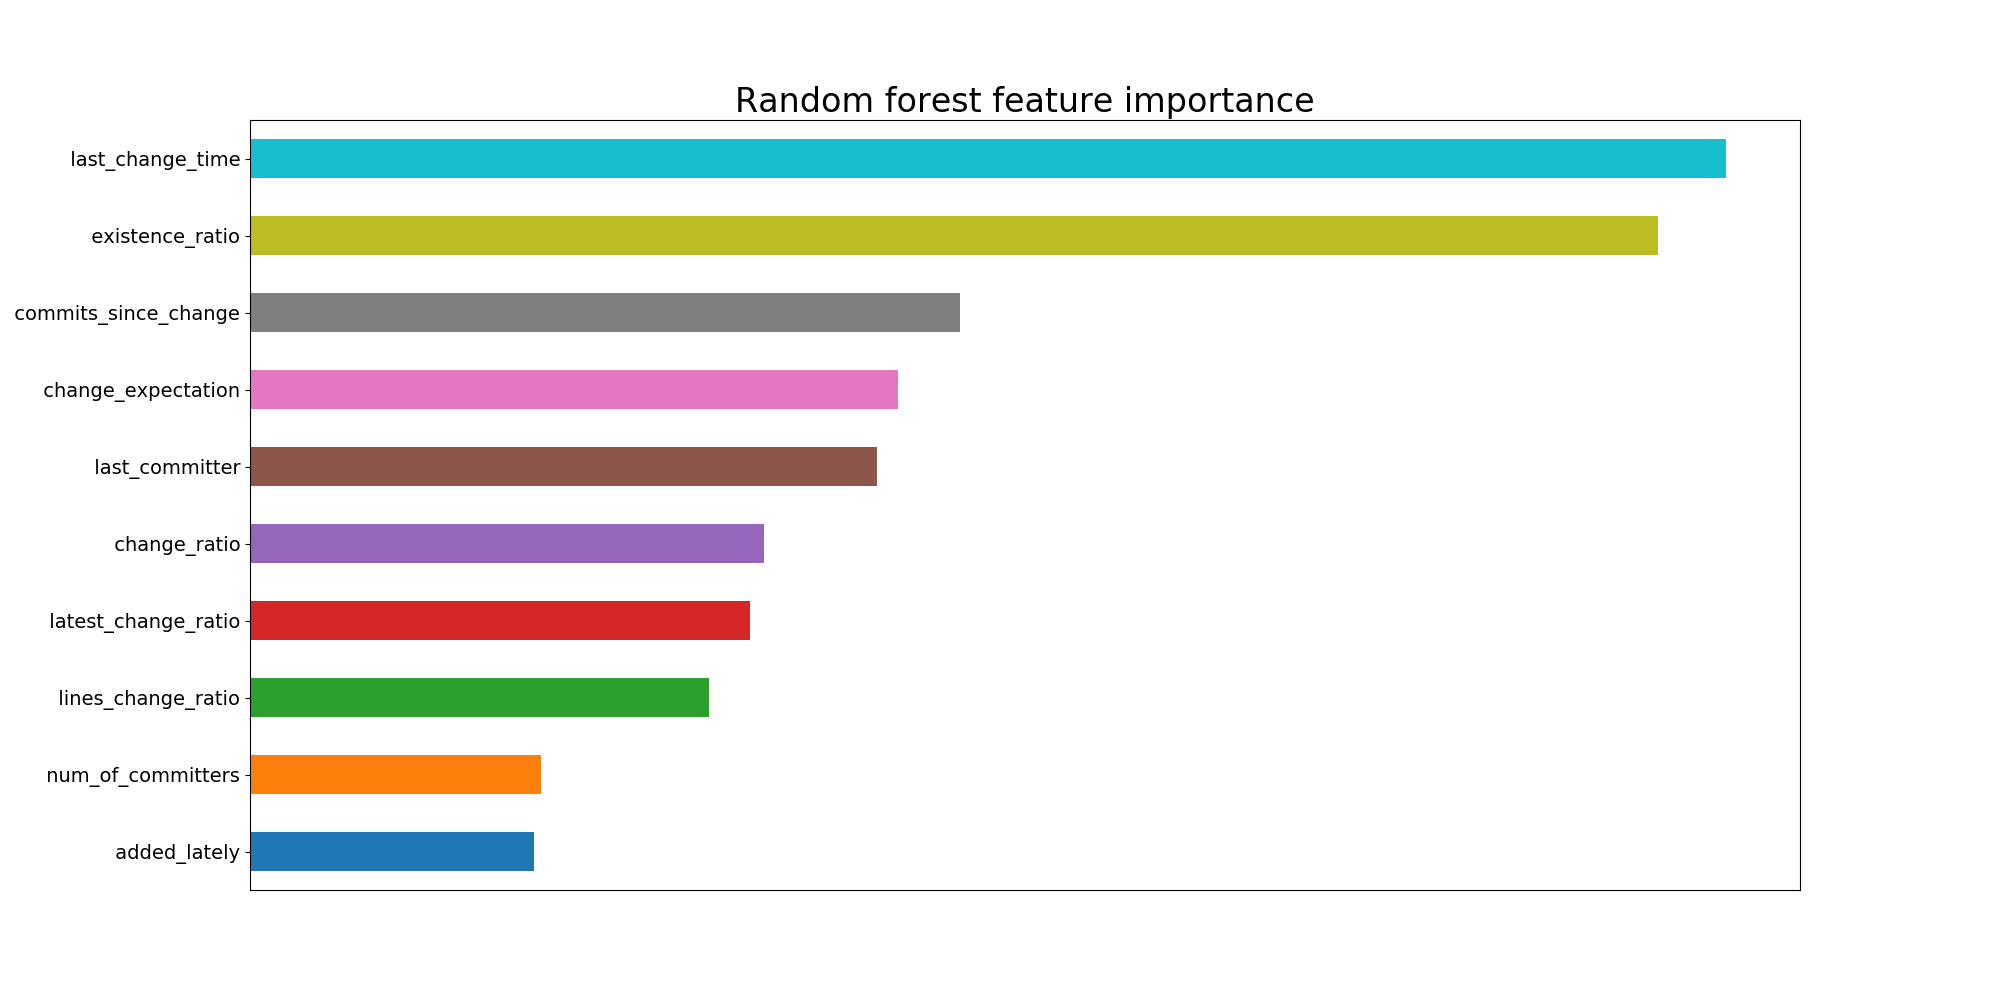 Random forest feature importance
last_change_time
existence_ratio
commits_since_change
change_expectation
last_committer
change_ratio
latest_change_ratio
lines_change_ratio
num_of_committers
added_lately